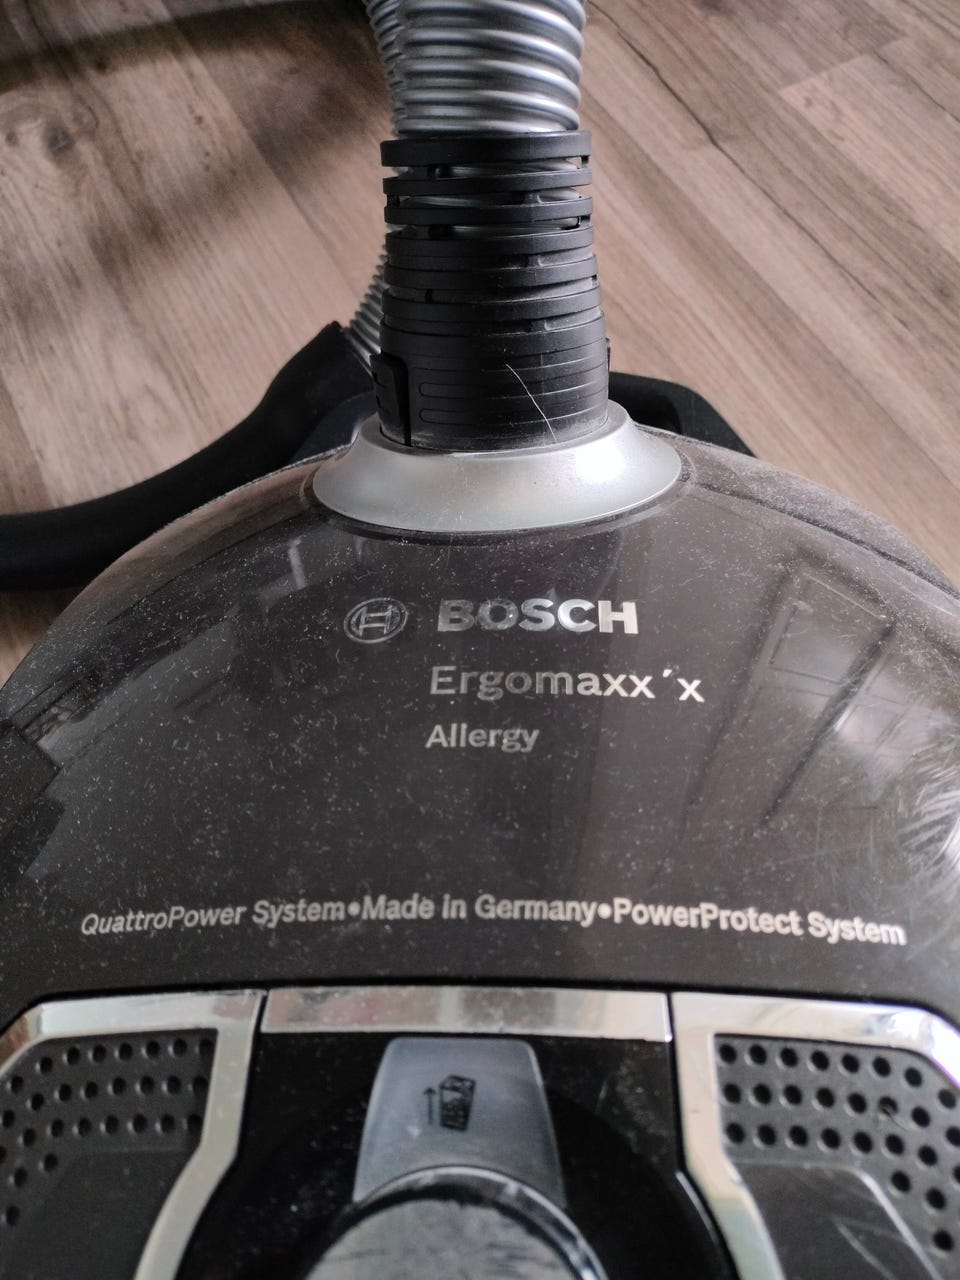 BOSCH
Ergomaxx´x
Allergy
QuattroPower System•Made in Germany•PowerProtect System